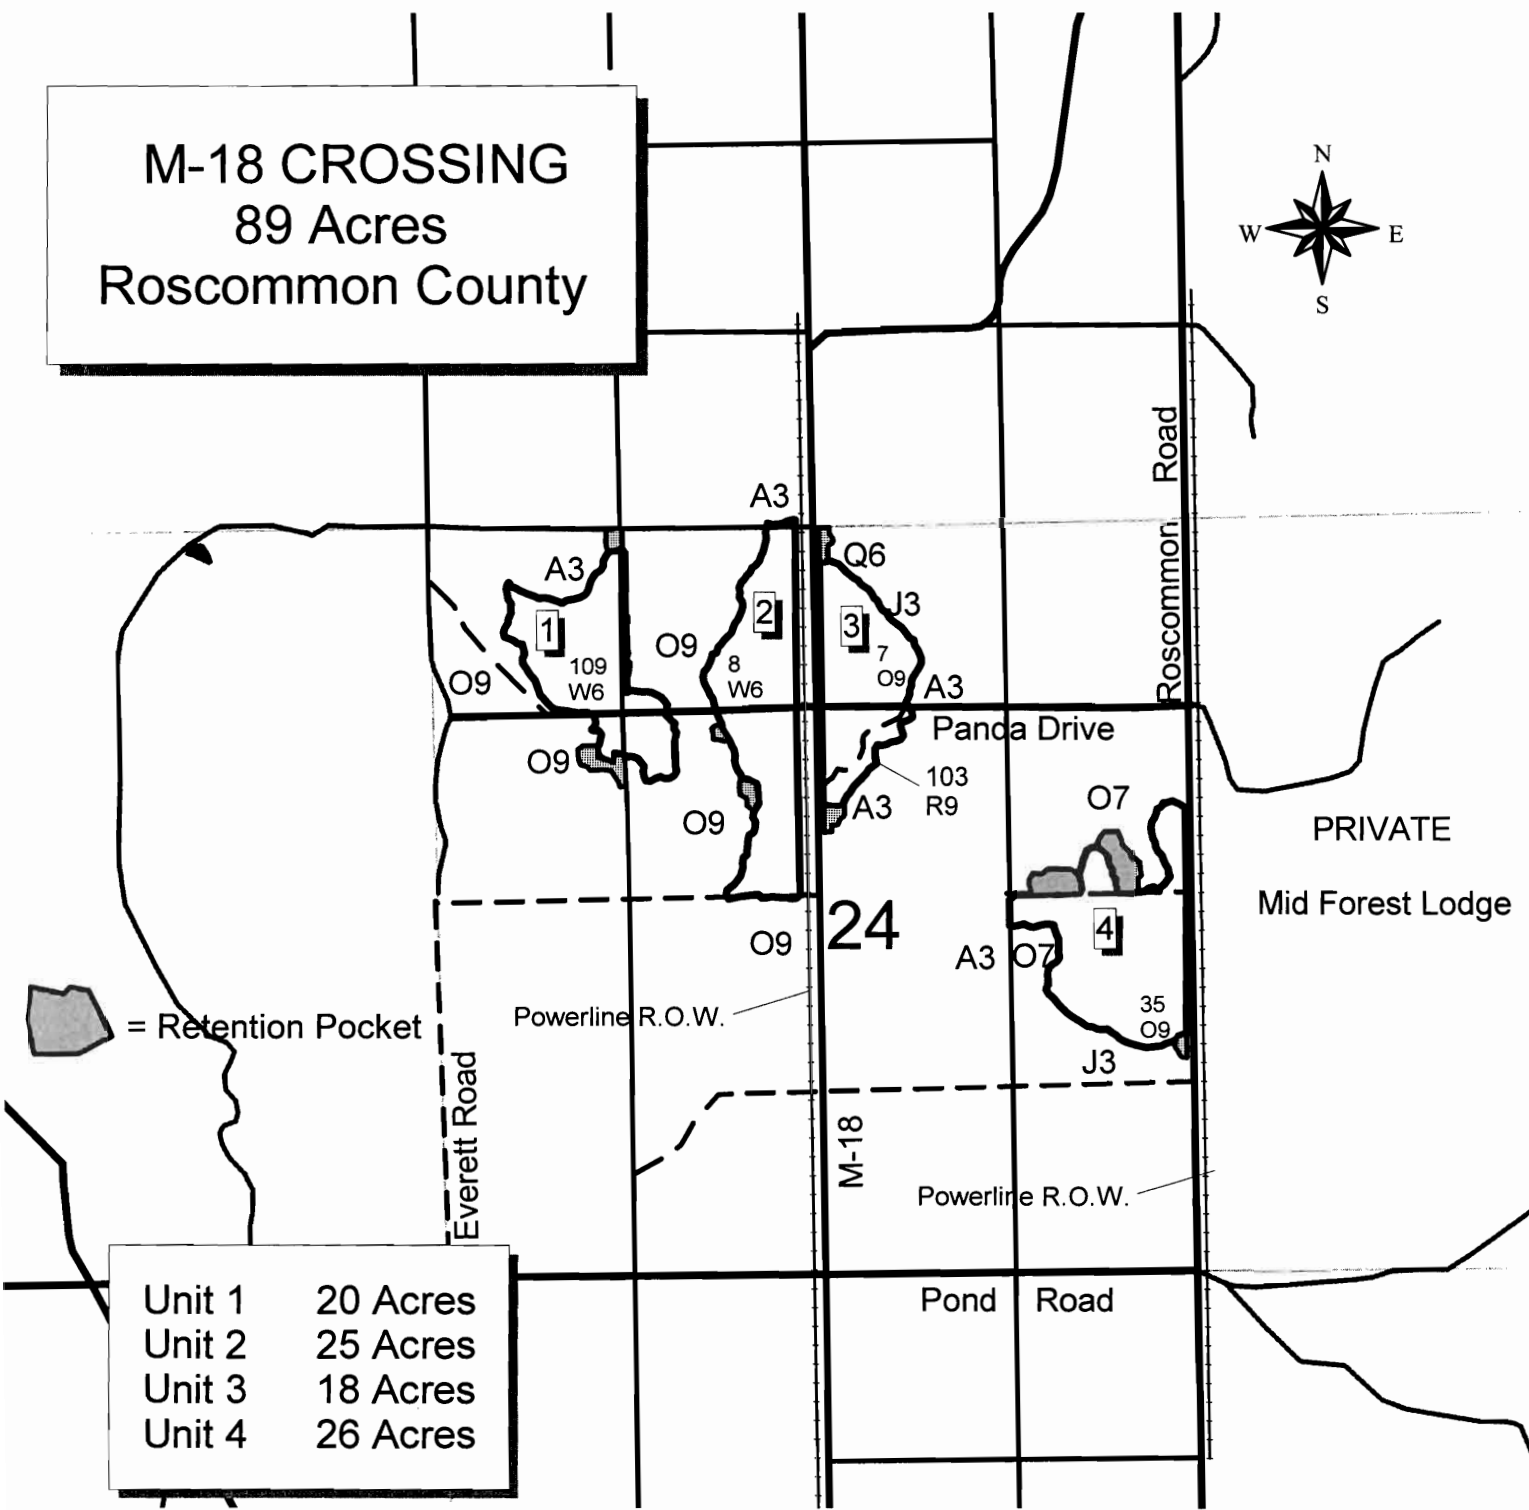 M-18 CROSSING
89 Acres
Roscommon County
N
W
E
S
Roscommon Road
A3
Q6
A3
J3
1
2
3
O9
109
W6
8
W6
7
O9
O9
A3
Panda Drive
O9
103
R9
A3
O7
O9
PRIVATE
Mid Forest Lodge
24
4
O9
A3
O7
35
O9
J3
Powerline R.O.W.
= Retention Pocket
Everett Road
M-18
Powerline R.O.W.
Pond Road
Unit 1 20 Acres
Unit 2 25 Acres
Unit 3 18 Acres
Unit 4 26 Acres